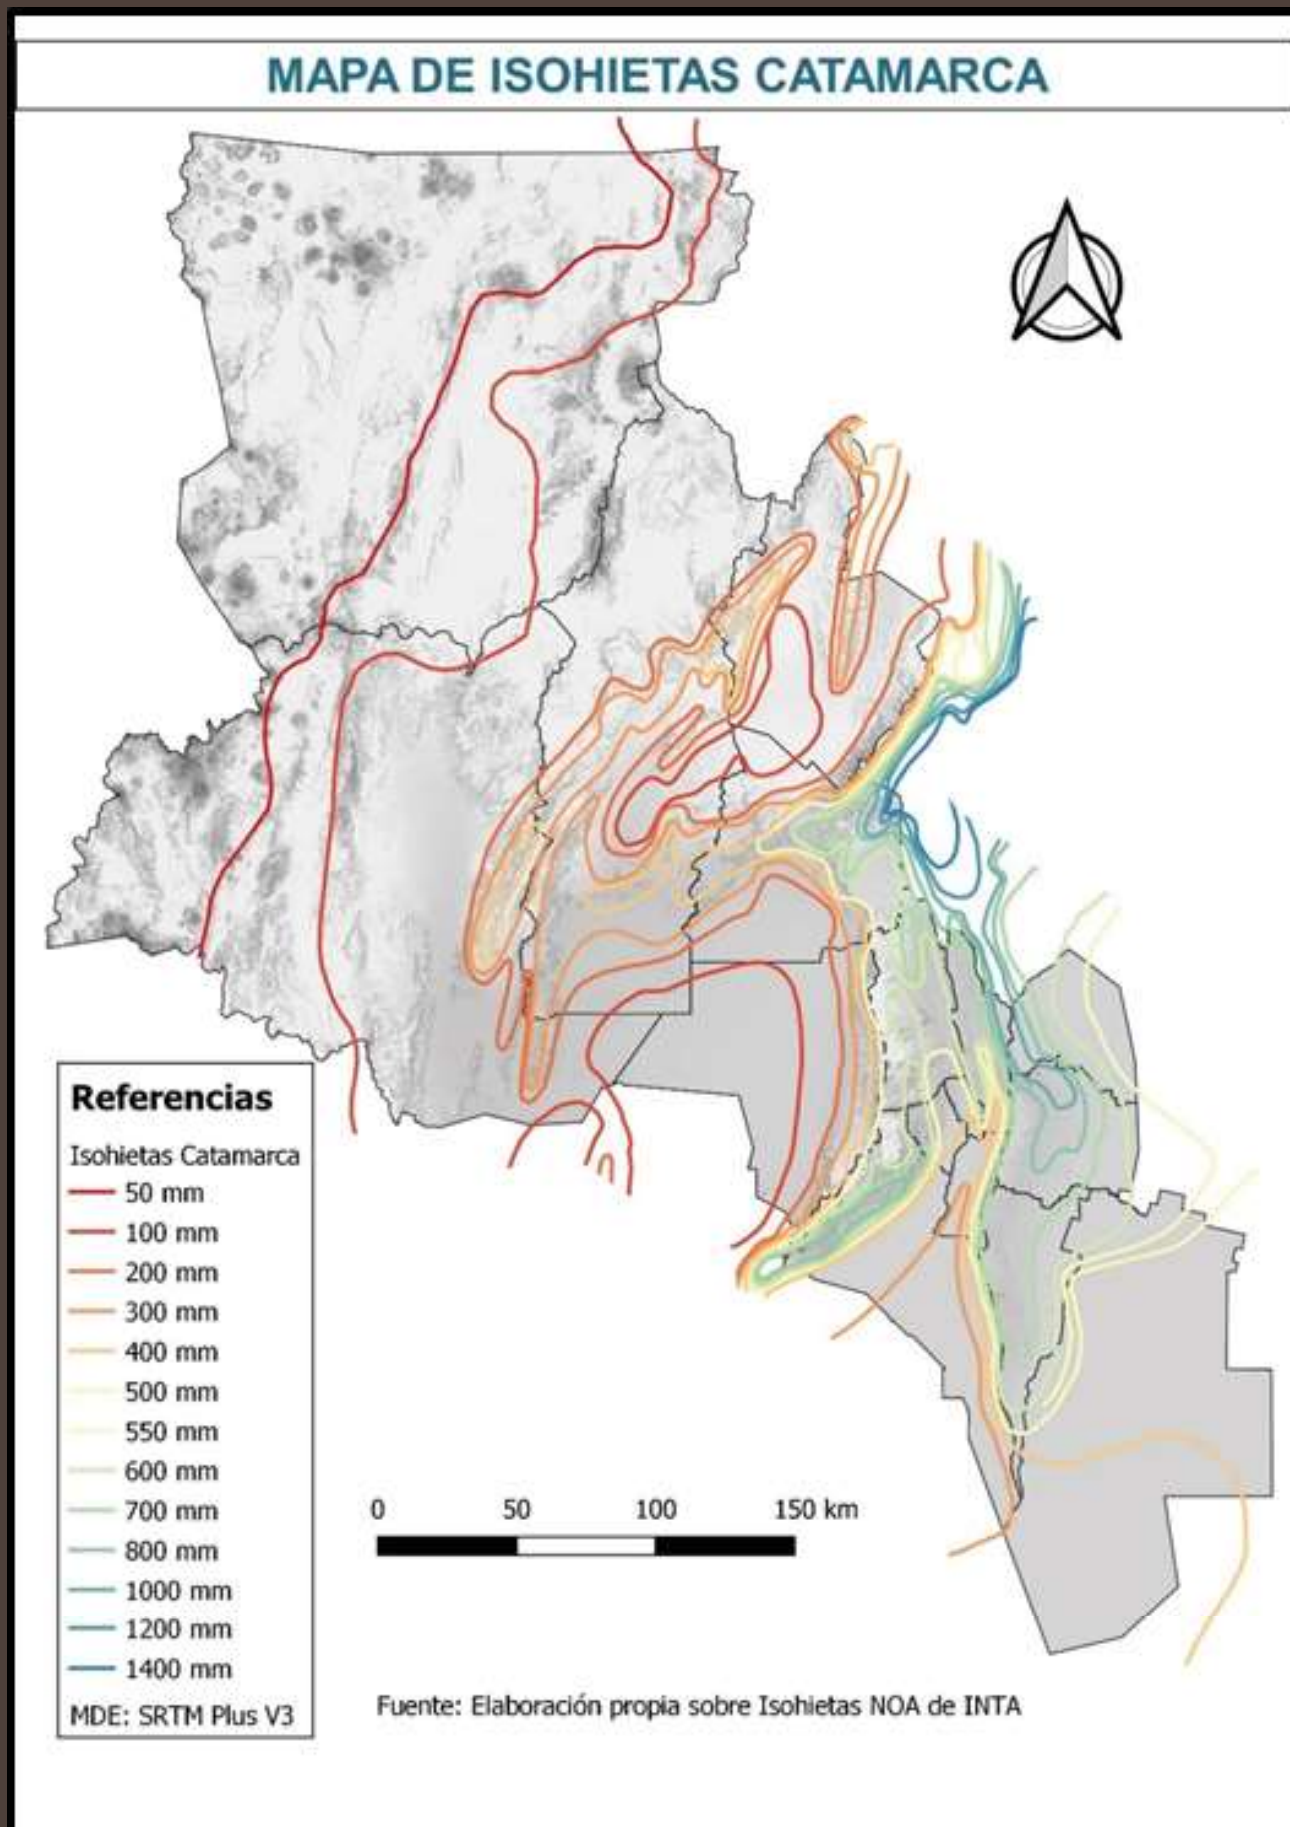 MAPA DE ISOHIETAS CATAMARCA
Referencias
Isohietas Catamarca
50 mm
100 mm
200 mm
300 mm
400 mm
500 mm
550 mm
600 mm
700 mm
800 mm
1000 mm
1200 mm
1400 mm
MDE: SRTM Plus V3
0 50 100 150 km
Fuente: Elaboración propia sobre Isohietas NOA de INTA